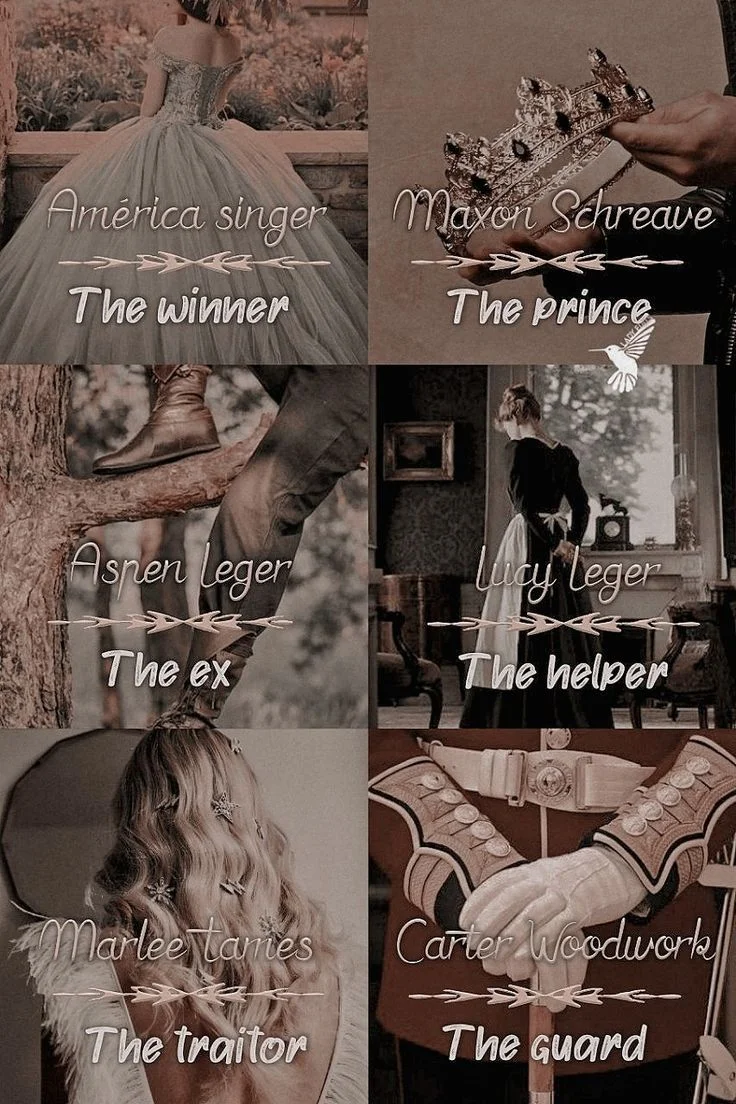 América singer
The winner
Maxon Schreave
The prince
Aspen leger
The ex
Lucy leger
The helper
Marlee tames
The traitor
Carter Woodwork
The guard